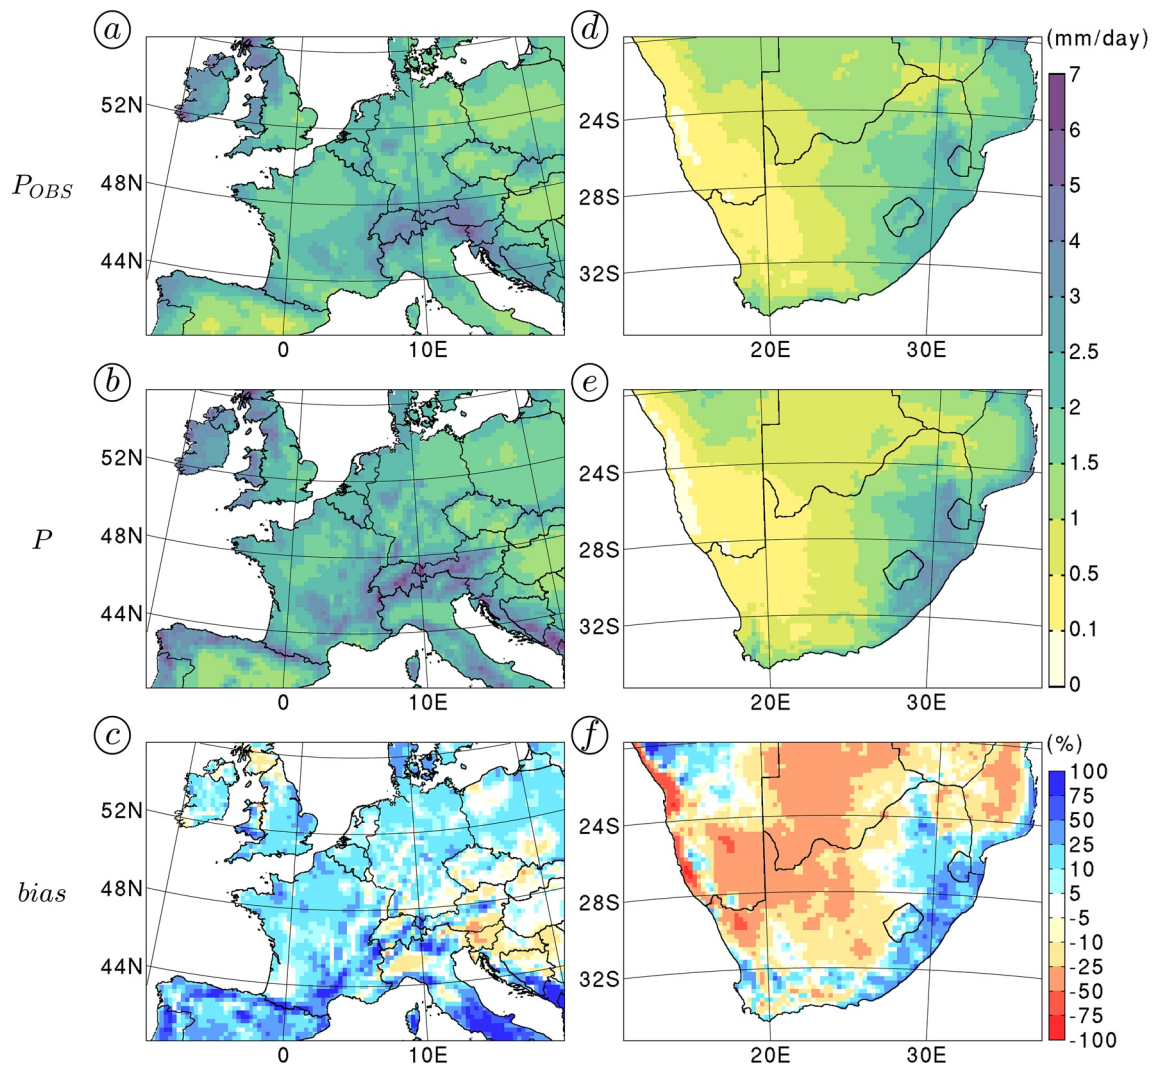 a
d
(mm/day)
P_OBS
52N
48N
44N
0
10E
24S
28S
32S
20E
30E
7
6
5
4
3
2.5
2
1.5
1
0.5
0.1
0
b
e
P
52N
48N
44N
0
10E
24S
28S
32S
20E
30E
c
f
(%)
bias
52N
48N
44N
0
10E
24S
28S
32S
20E
30E
100
75
50
25
10
5
-5
-10
-25
-50
-75
-100